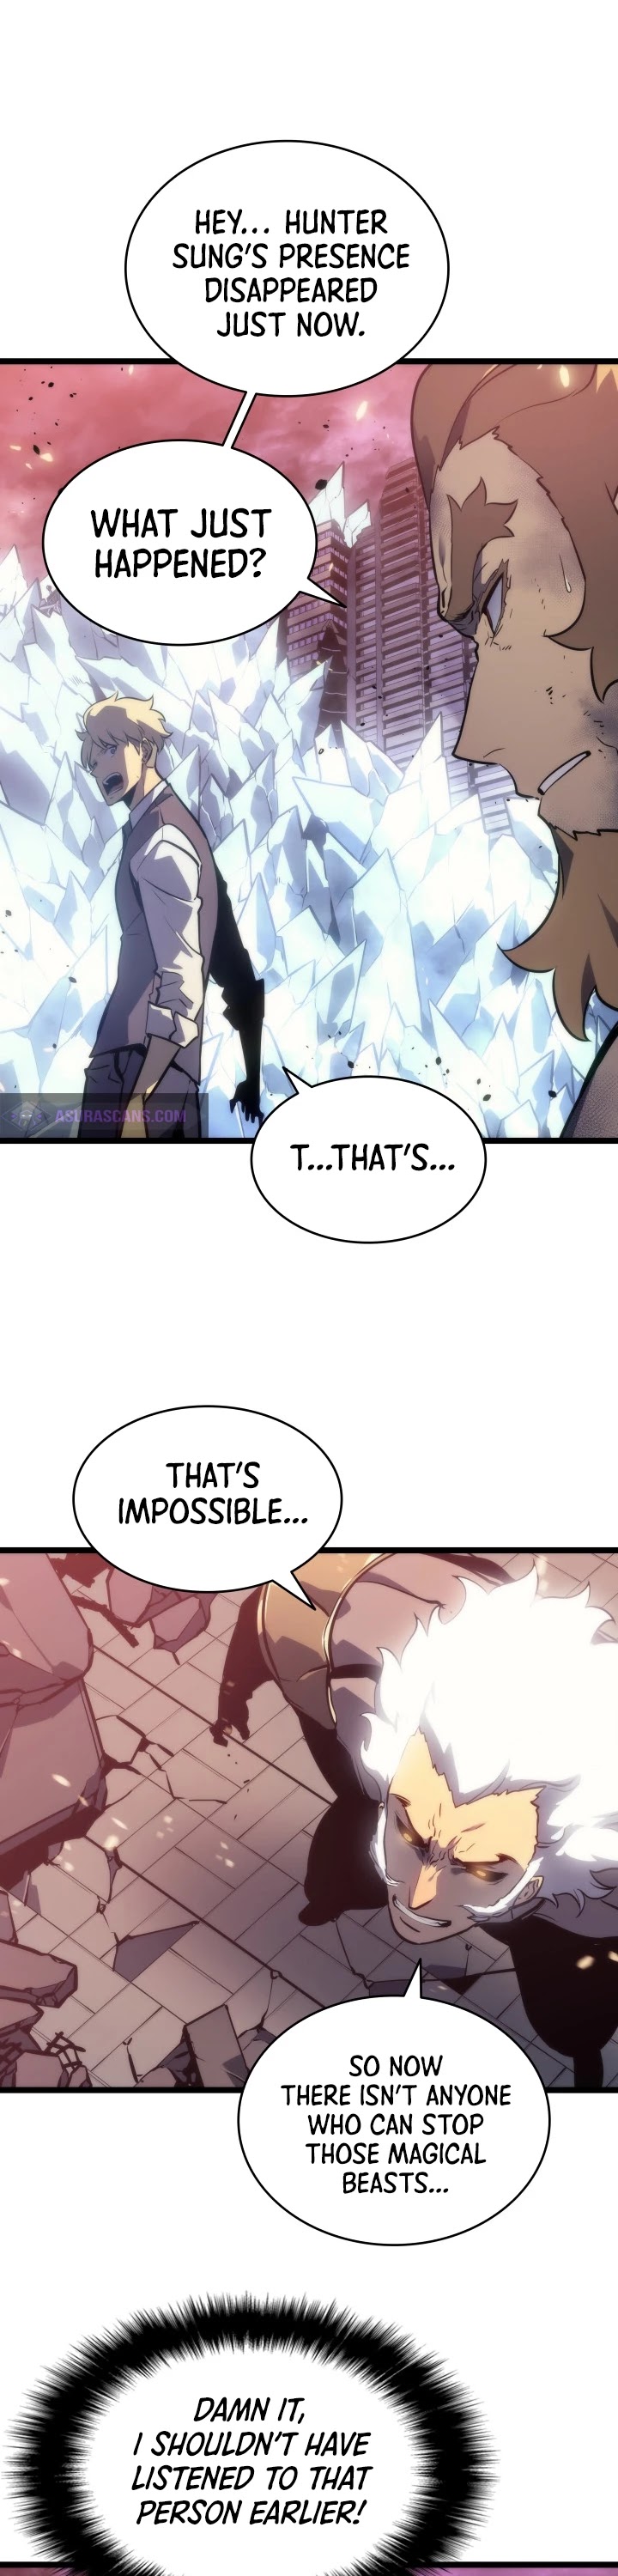 HEY... HUNTER
SUNG'S PRESENCE
DISAPPEARED
JUST NOW.
WHAT JUST
HAPPENED?
ASURASCANS.COM
T...THAT'S...
THAT'S
IMPOSSIBLE...
SO NOW
THERE ISN'T ANYONE
WHO CAN STOP
THOSE MAGICAL
BEASTS...
DAMN IT,
I SHOULDN'T HAVE
LISTENED TO THAT
PERSON EARLIER!